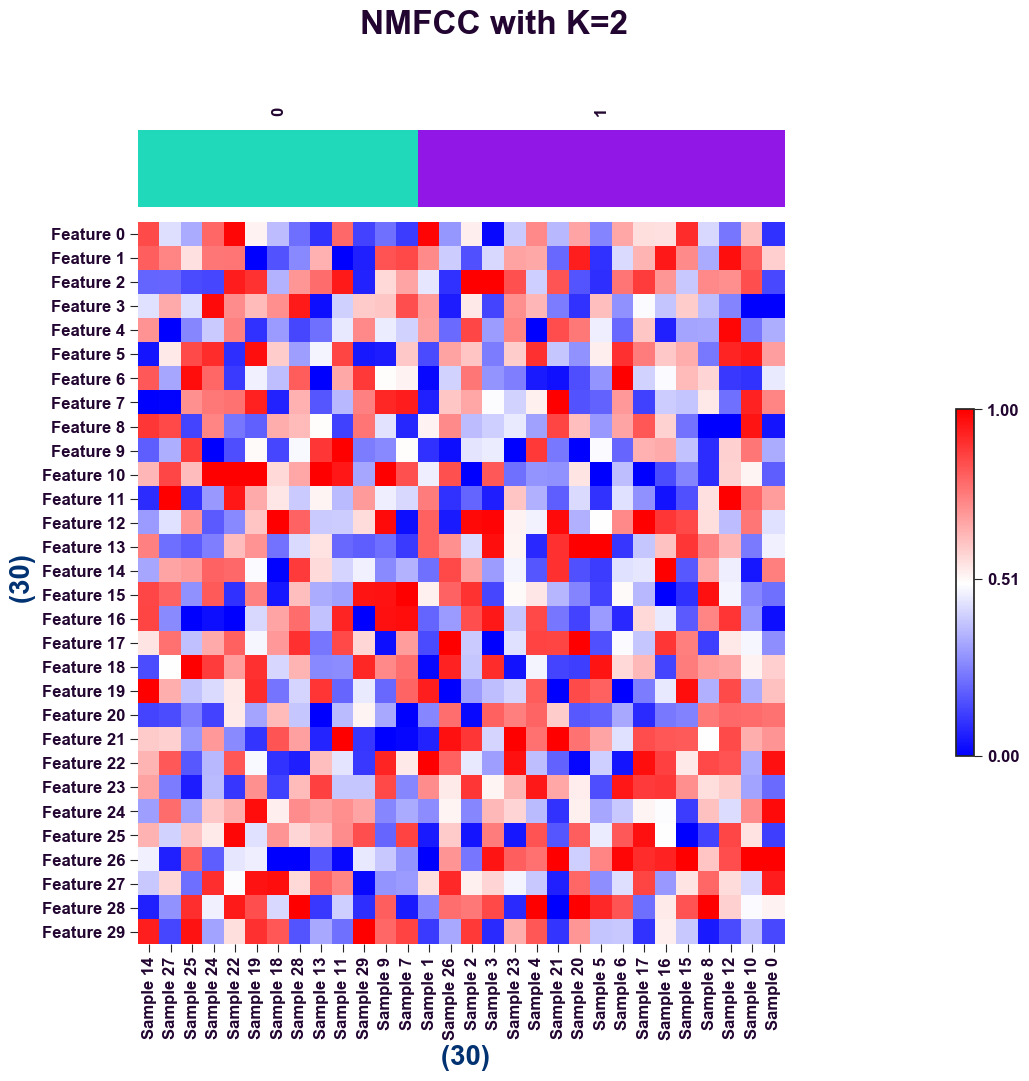 NMFCC with K=2
0
1
Feature 0
Feature 1
Feature 2
Feature 3
Feature 4
Feature 5
Feature 6
Feature 7
Feature 8
Feature 9
Feature 10
Feature 11
Feature 12
Feature 13
Feature 14
Feature 15
Feature 16
Feature 17
Feature 18
Feature 19
Feature 20
Feature 21
Feature 22
Feature 23
Feature 24
Feature 25
Feature 26
Feature 27
Feature 28
Feature 29
(30)
1.00
0.51
0.00
Sample 14
Sample 27
Sample 25
Sample 24
Sample 22
Sample 19
Sample 18
Sample 28
Sample 13
Sample 11
Sample 29
Sample 9
Sample 7
Sample 1
Sample 26
Sample 2
Sample 3
Sample 23
Sample 4
Sample 21
Sample 20
Sample 5
Sample 6
Sample 17
Sample 16
Sample 15
Sample 8
Sample 12
Sample 10
Sample 0
(30)